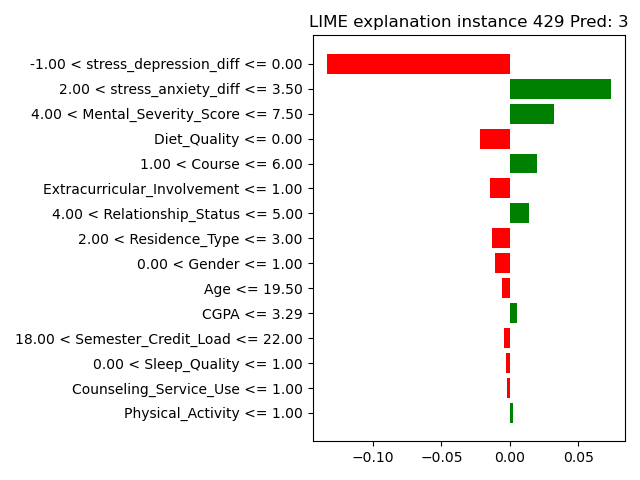 LIME explanation instance 429 Pred: 3
-1.00 < stress_depression_diff <= 0.00
2.00 < stress_anxiety_diff <= 3.50
4.00 < Mental_Severity_Score <= 7.50
Diet_Quality <= 0.00
1.00 < Course <= 6.00
Extracurricular_Involvement <= 1.00
4.00 < Relationship_Status <= 5.00
2.00 < Residence_Type <= 3.00
0.00 < Gender <= 1.00
Age <= 19.50
CGPA <= 3.29
18.00 < Semester_Credit_Load <= 22.00
0.00 < Sleep_Quality <= 1.00
Counseling_Service_Use <= 1.00
Physical_Activity <= 1.00
−0.10 −0.05 0.00 0.05